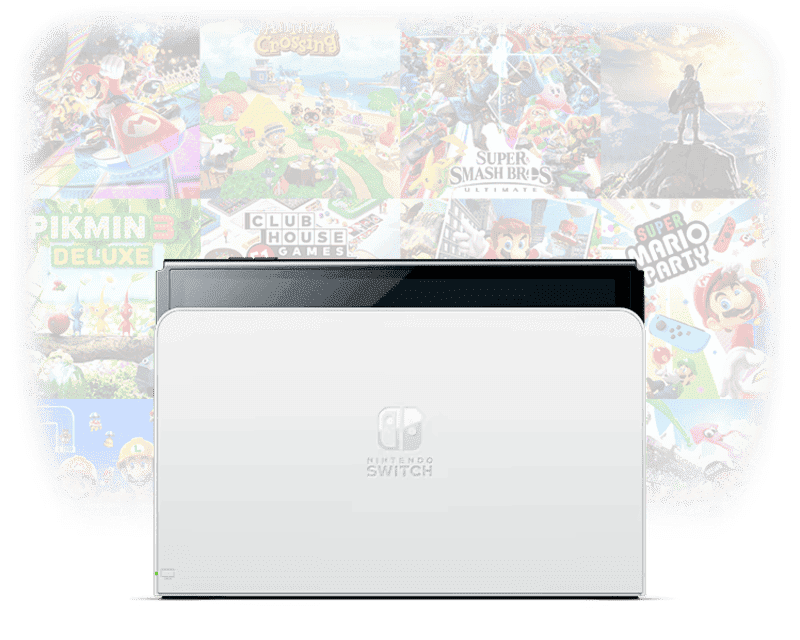 Animal
Crossing
SUPER
SMASH BROS.
ULTIMATE
PIKMIN 3
DELUXE
CLUB
HOUSE
GAMES
SUPER
MARIO
PARTY
NINTENDO
SWITCH